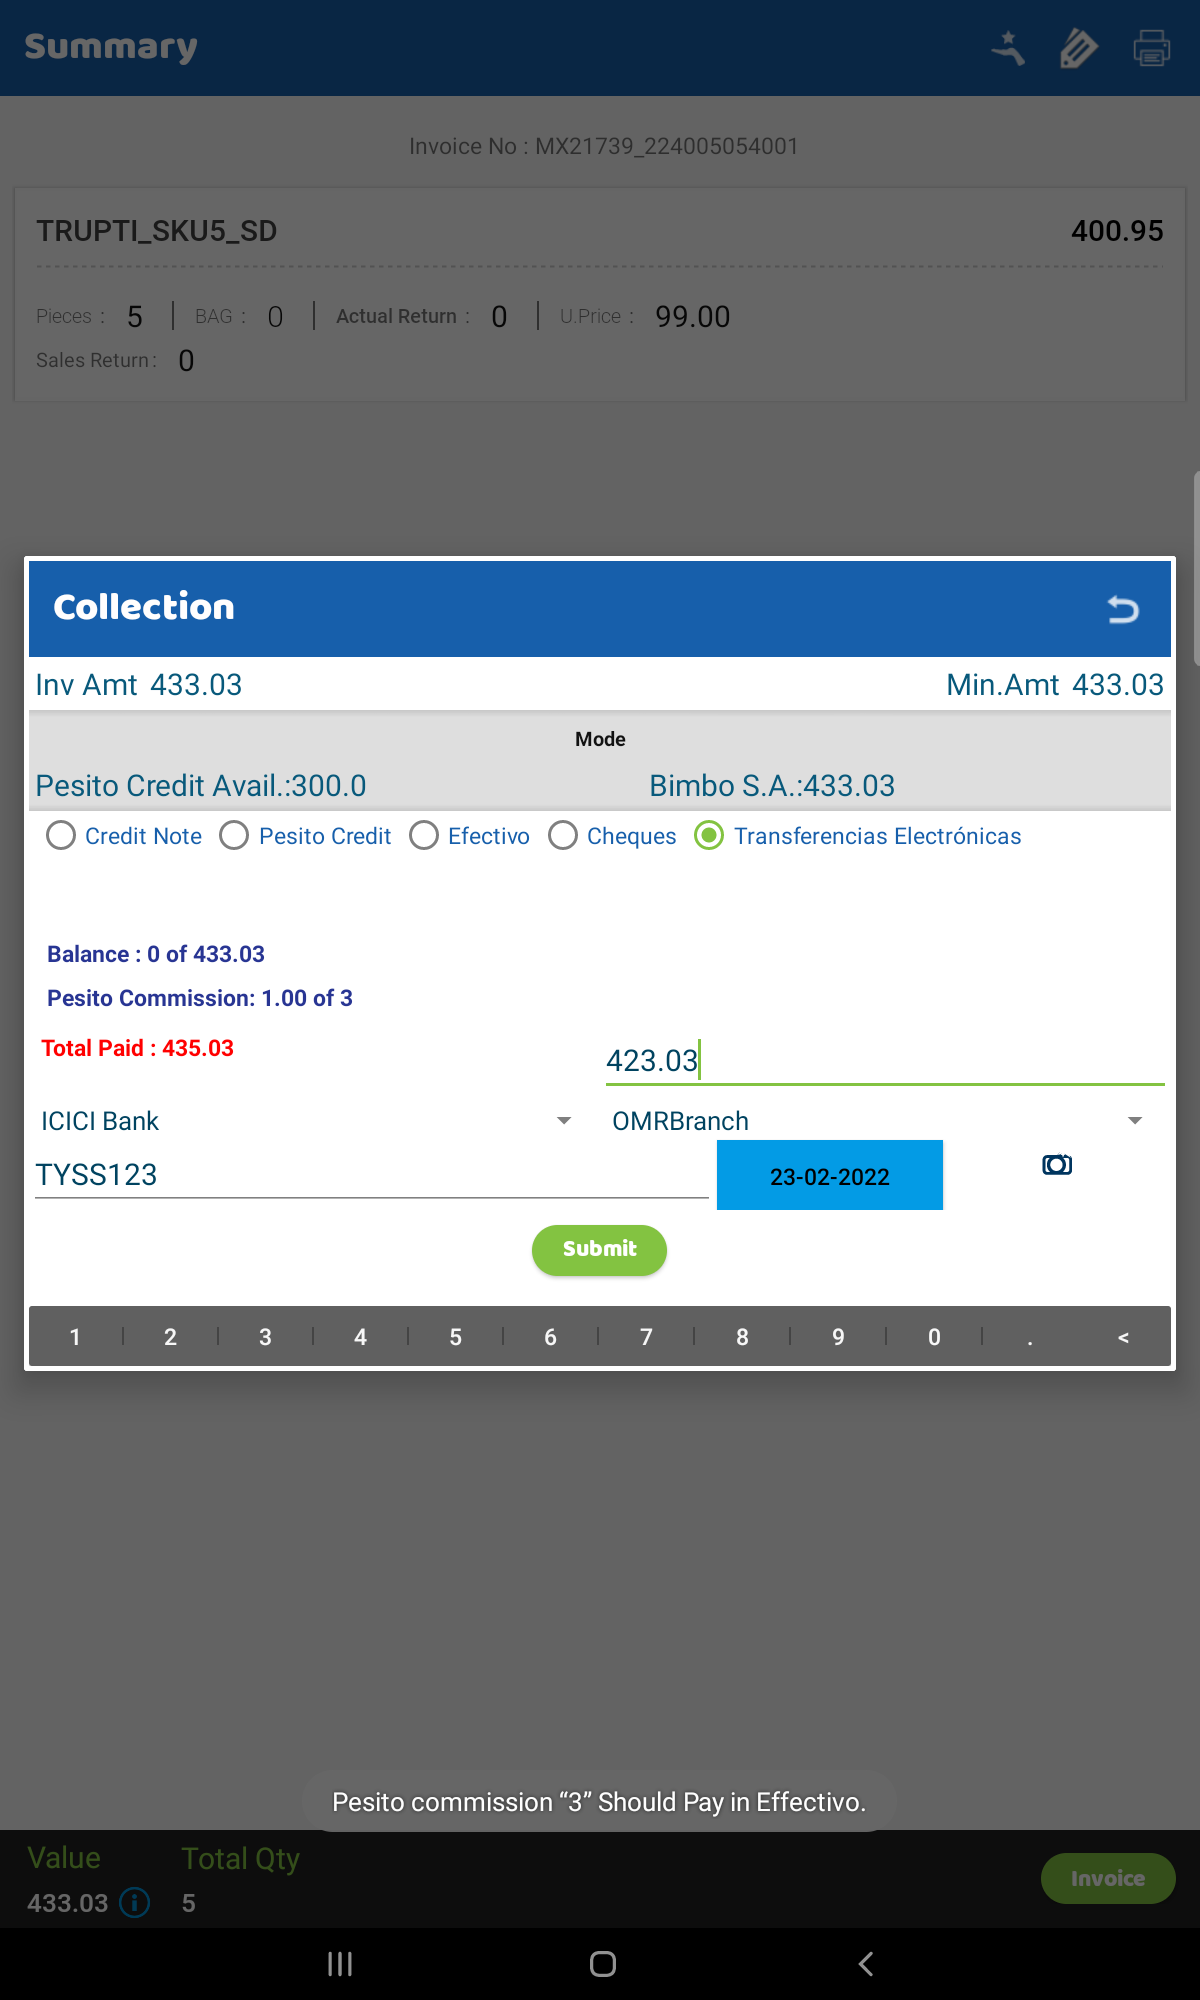 Summary
Invoice No : MX21739_224005054001
TRUPTI_SKU5_SD 400.95
Pieces : 5 BAG : 0 Actual Return : 0 U.Price : 99.00
Sales Return : 0
Collection
Inv Amt 433.03 Min.Amt 433.03
Mode
Pesito Credit Avail.:300.0 Bimbo S.A.:433.03
Credit Note Pesito Credit Efectivo Cheques Transferencias Electrónicas
Balance : 0 of 433.03
Pesito Commission: 1.00 of 3
Total Paid : 435.03
423.03
ICICI Bank OMRBranch
TYSS123 23-02-2022
Submit
1 2 3 4 5 6 7 8 9 0 . <
Pesito commission “3” Should Pay in Effectivo.
Value Total Qty
433.03 5
Invoice